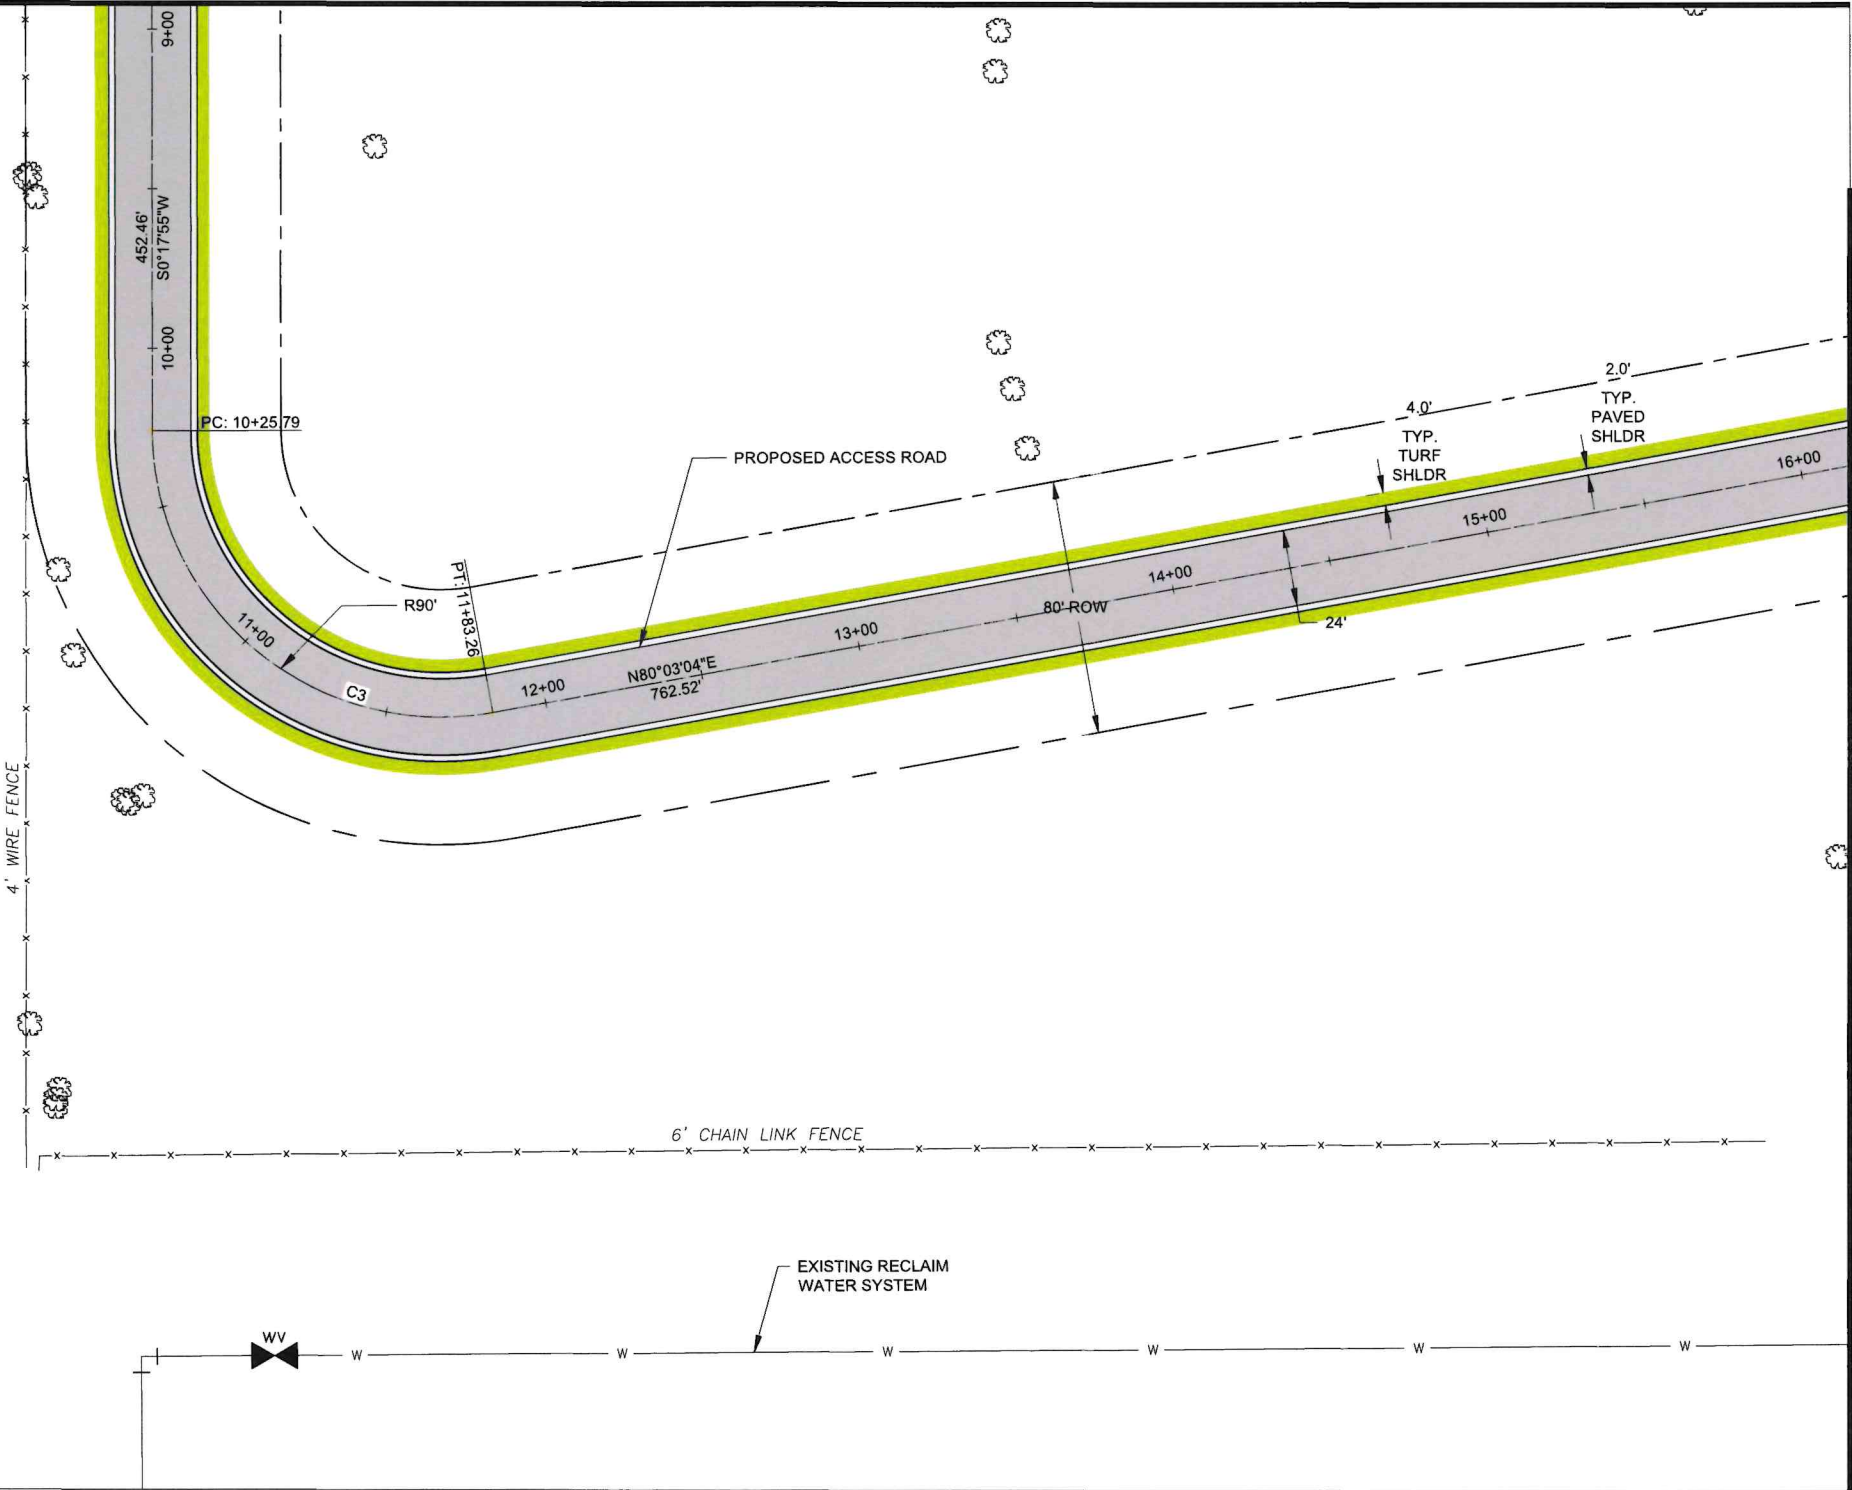 9+00
452.46'
S0°17'55"W
10+00
PC: 10+25.79
PROPOSED ACCESS ROAD
2.0'
TYP.
PAVED
SHLDR
4.0'
TYP.
TURF
SHLDR
16+00
15+00
14+00
80' ROW
24'
13+00
PT: 11+83.26
R90'
11+00
C3
12+00
N80°03'04"E
762.52'
4' WIRE FENCE
6' CHAIN LINK FENCE
EXISTING RECLAIM
WATER SYSTEM
WV
W W W W W W